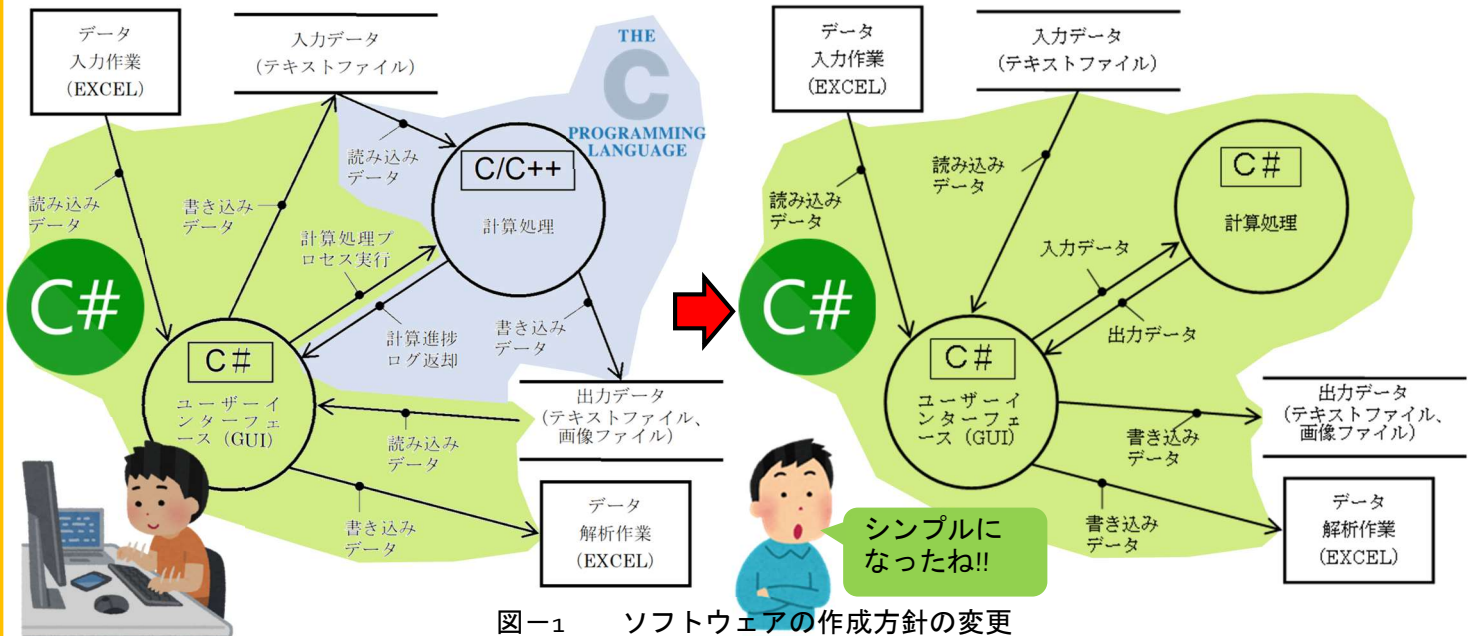 データ
入力作業
(EXCEL)
入力データ
(テキストファイル)
THE
C
PROGRAMMING
LANGUAGE
読み込み
データ
C/C++
計算処理
読み込み
データ
書き込み
データ
計算処理プ
ロセス実行
C#
計算進捗
ログ返却
書き込み
データ
C#
ユーザーイ
ンターフェ
ース (GUI)
出力データ
(テキストファイル、
画像ファイル)
読み込み
データ
書き込み
データ
データ
解析作業
(EXCEL)
データ
入力作業
(EXCEL)
入力データ
(テキストファイル)
読み込み
データ
読み込み
データ
C#
計算処理
入力データ
C#
出力データ
C#
ユーザーイ
ンターフェ
ース (GUI)
出力データ
(テキストファイル、
画像ファイル)
書き込み
データ
書き込み
データ
データ
解析作業
(EXCEL)
シンプルに
なったね!!
図－1　ソフトウェアの作成方針の変更